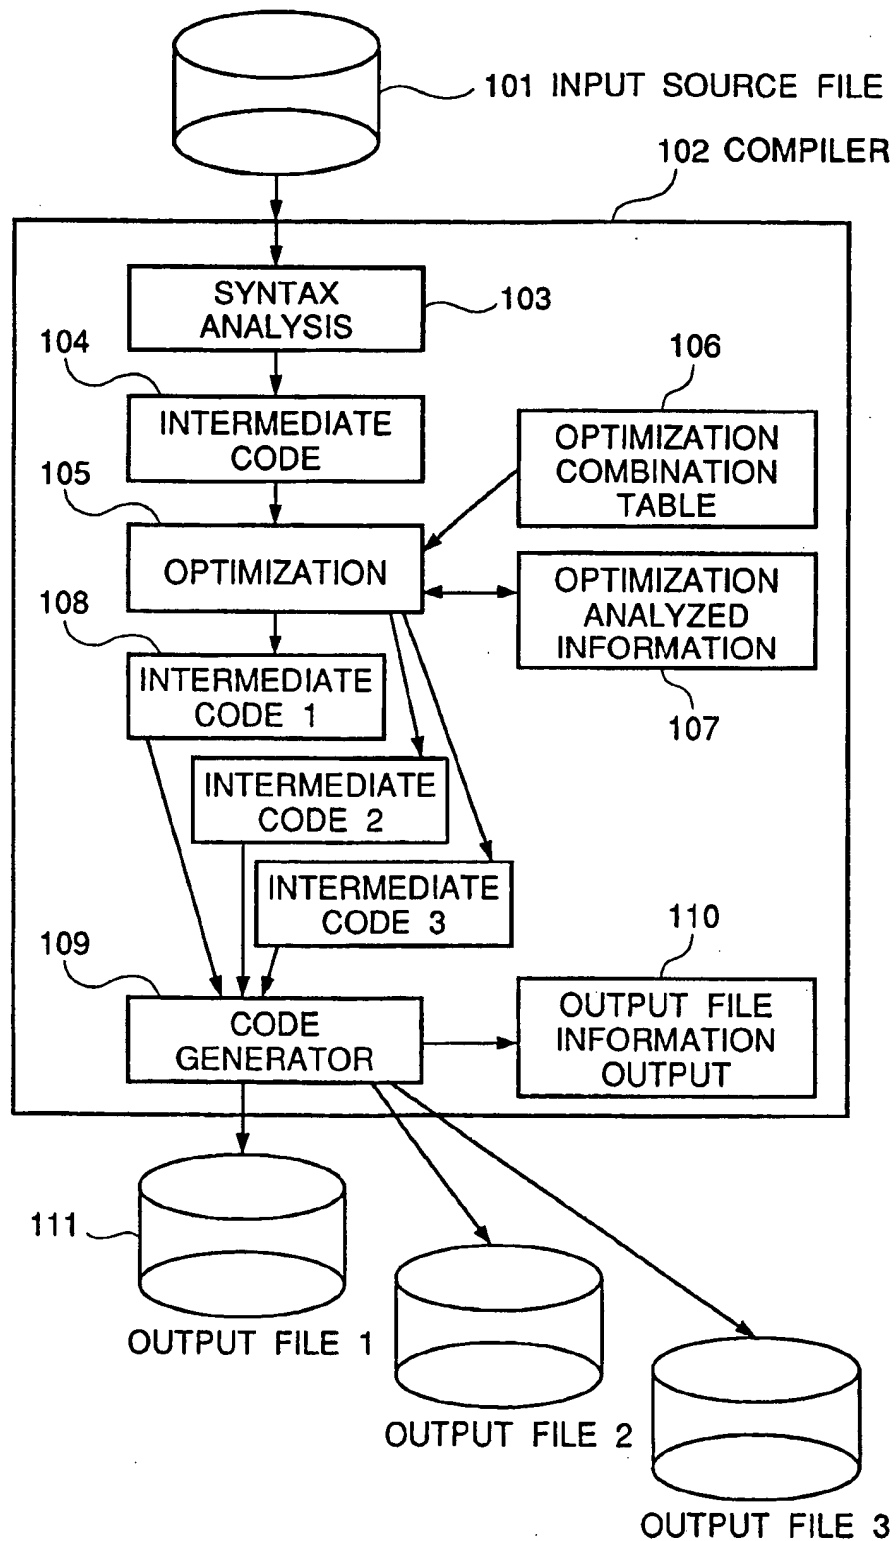 101 INPUT SOURCE FILE
102 COMPILER
SYNTAX
ANALYSIS
103
104
INTERMEDIATE
CODE
106
OPTIMIZATION
COMBINATION
TABLE
105
OPTIMIZATION
OPTIMIZATION
ANALYZED
INFORMATION
107
108
INTERMEDIATE
CODE 1
INTERMEDIATE
CODE 2
INTERMEDIATE
CODE 3
109
CODE
GENERATOR
110
OUTPUT FILE
INFORMATION
OUTPUT
111
OUTPUT FILE 1
OUTPUT FILE 2
OUTPUT FILE 3